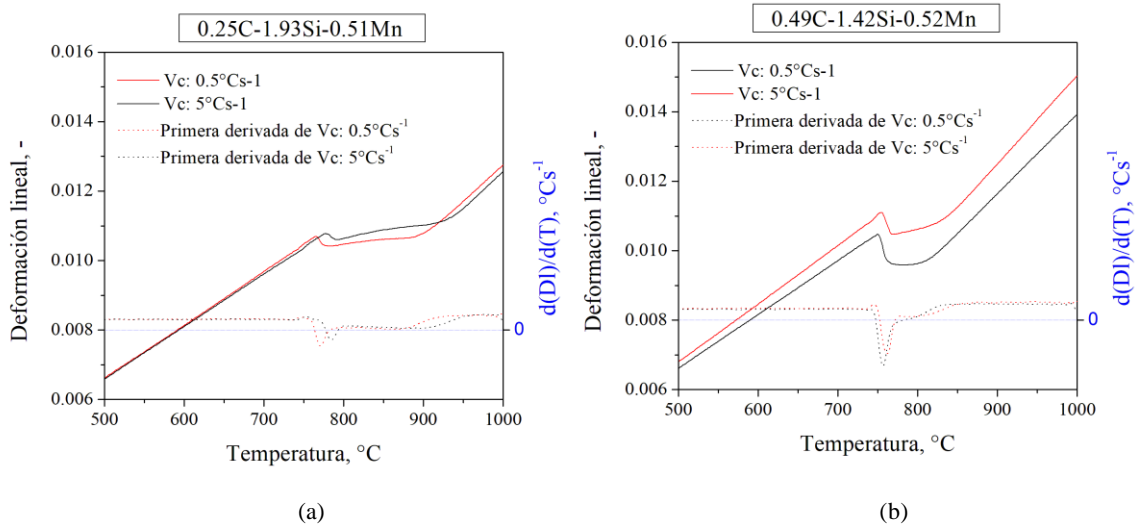 0.25C-1.93Si-0.51Mn
0.016
0.014
0.012
0.010
0.008
0.006
Deformación lineal, -
Vc: 0.5°Cs-1
Vc: 5°Cs-1
Primera derivada de Vc: 0.5°Cs-1
Primera derivada de Vc: 5°Cs-1
0
d(Dl)/d(T), °Cs-1
500 600 700 800 900 1000
Temperatura, °C
(a)
0.49C-1.42Si-0.52Mn
0.016
0.014
0.012
0.010
0.008
0.006
Deformación lineal, -
Vc: 0.5°Cs-1
Vc: 5°Cs-1
Primera derivada de Vc: 0.5°Cs-1
Primera derivada de Vc: 5°Cs-1
0
d(Dl)/d(T), °Cs-1
500 600 700 800 900 1000
Temperatura, °C
(b)